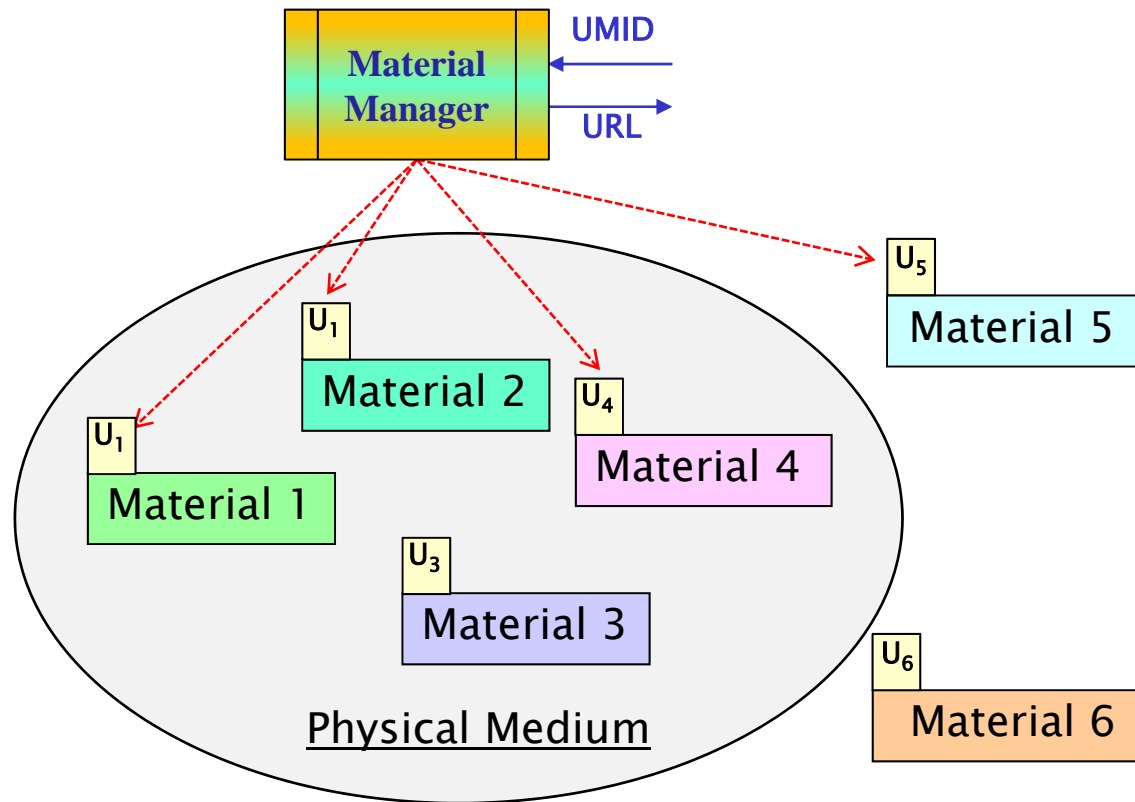 UMID
Material
Manager
URL
U₅
Material 5
U₁
Material 2
U₄
Material 4
U₁
Material 1
U₃
Material 3
U₆
Material 6
Physical Medium